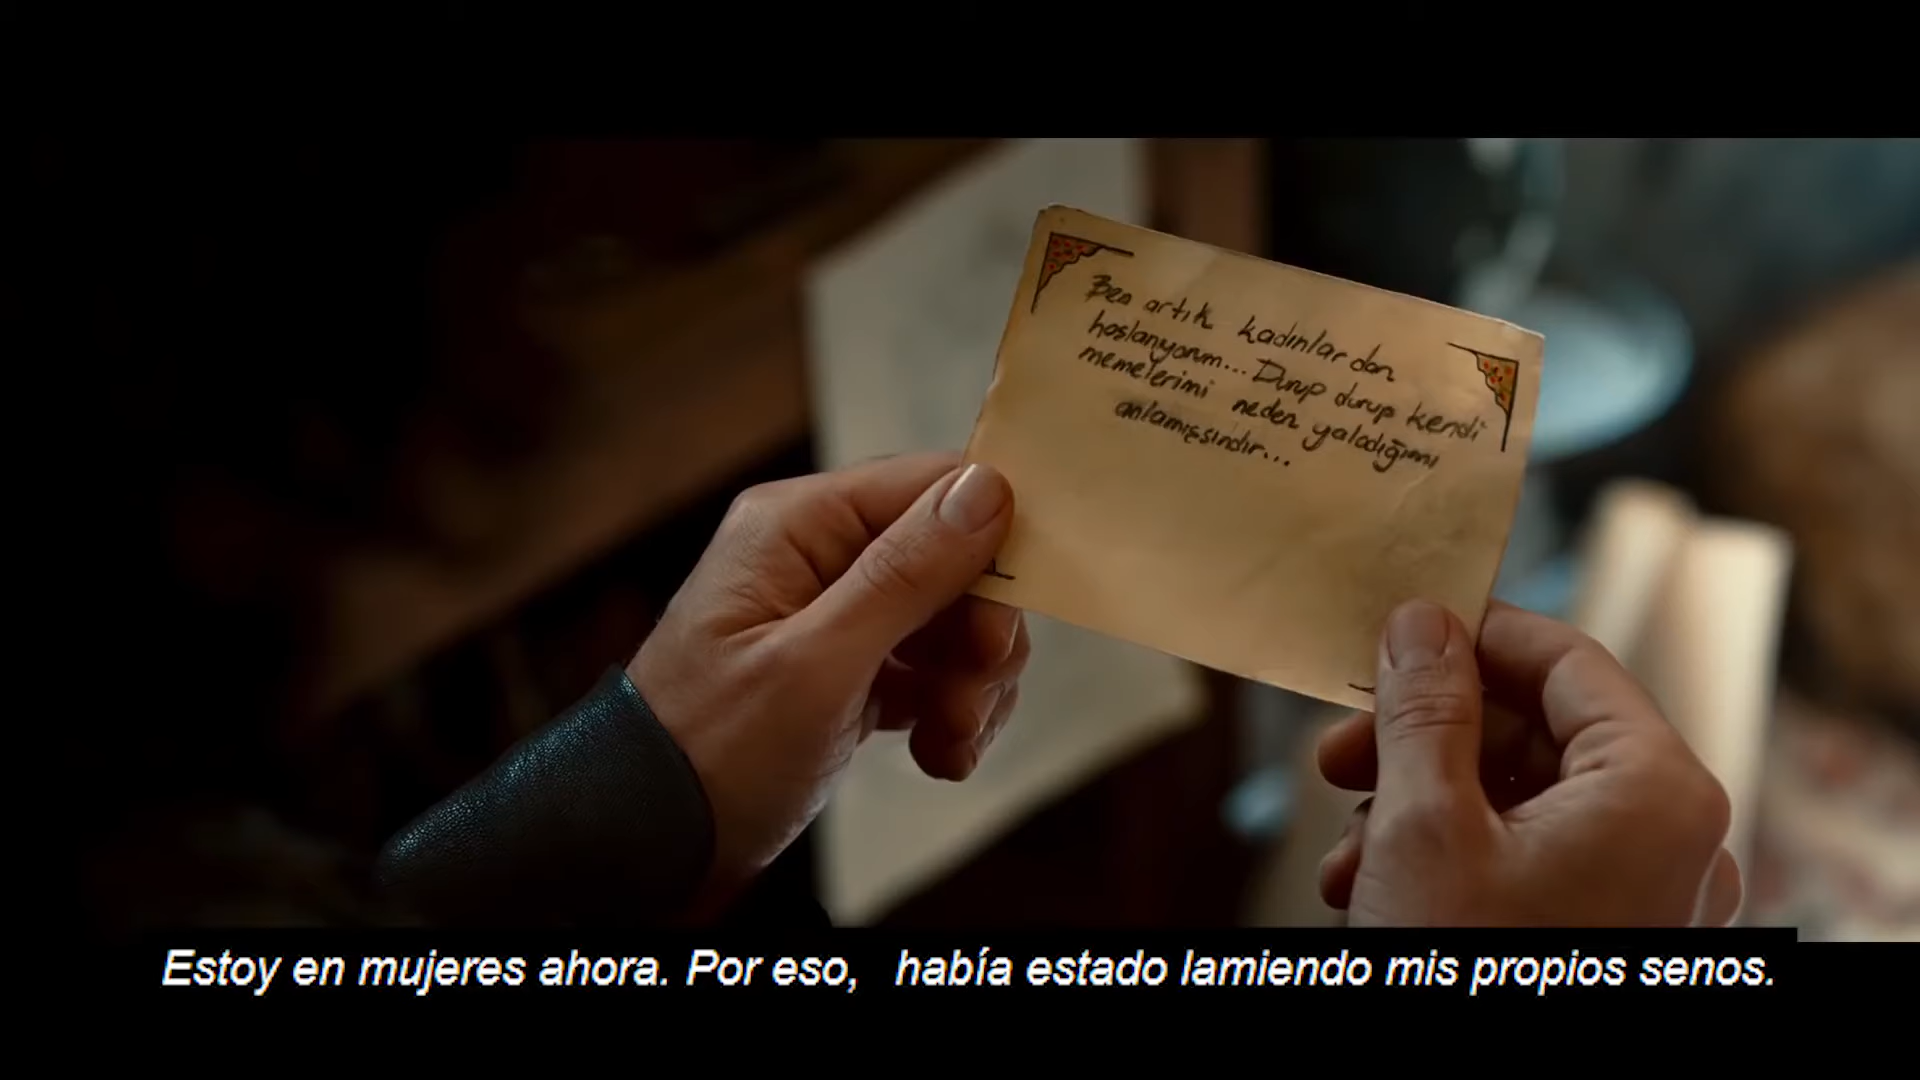 Ben artık kadınlardan
hoşlanıyorum... Durup durup kendi
memelerimi neden yaladığımı
anlamışsındır...
Estoy en mujeres ahora. Por eso, había estado lamiendo mis propios senos.